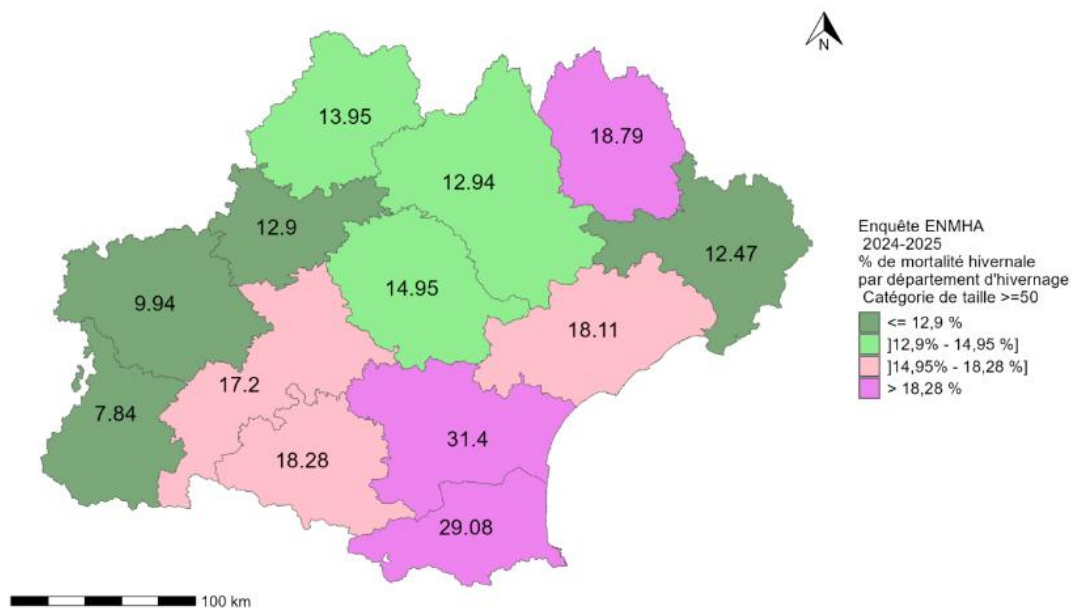 N
13.95
18.79
12.94
12.9
12.47
14.95
9.94
18.11
17.2
7.84
31.4
18.28
29.08
Enquête ENMHA
2024-2025
% de mortalité hivernale
par département d'hivernage
Catégorie de taille >=50
<= 12,9 %
]12,9% - 14,95 %]
]14,95% - 18,28 %]
> 18,28 %
100 km